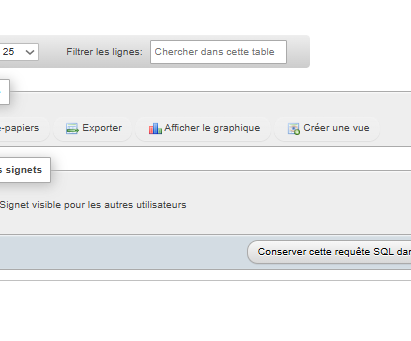 25 Filtrer les lignes: Chercher dans cette table
-papiers Exporter Afficher le graphique Créer une vue
s signets
Signet visible pour les autres utilisateurs
Conserver cette requête SQL dan